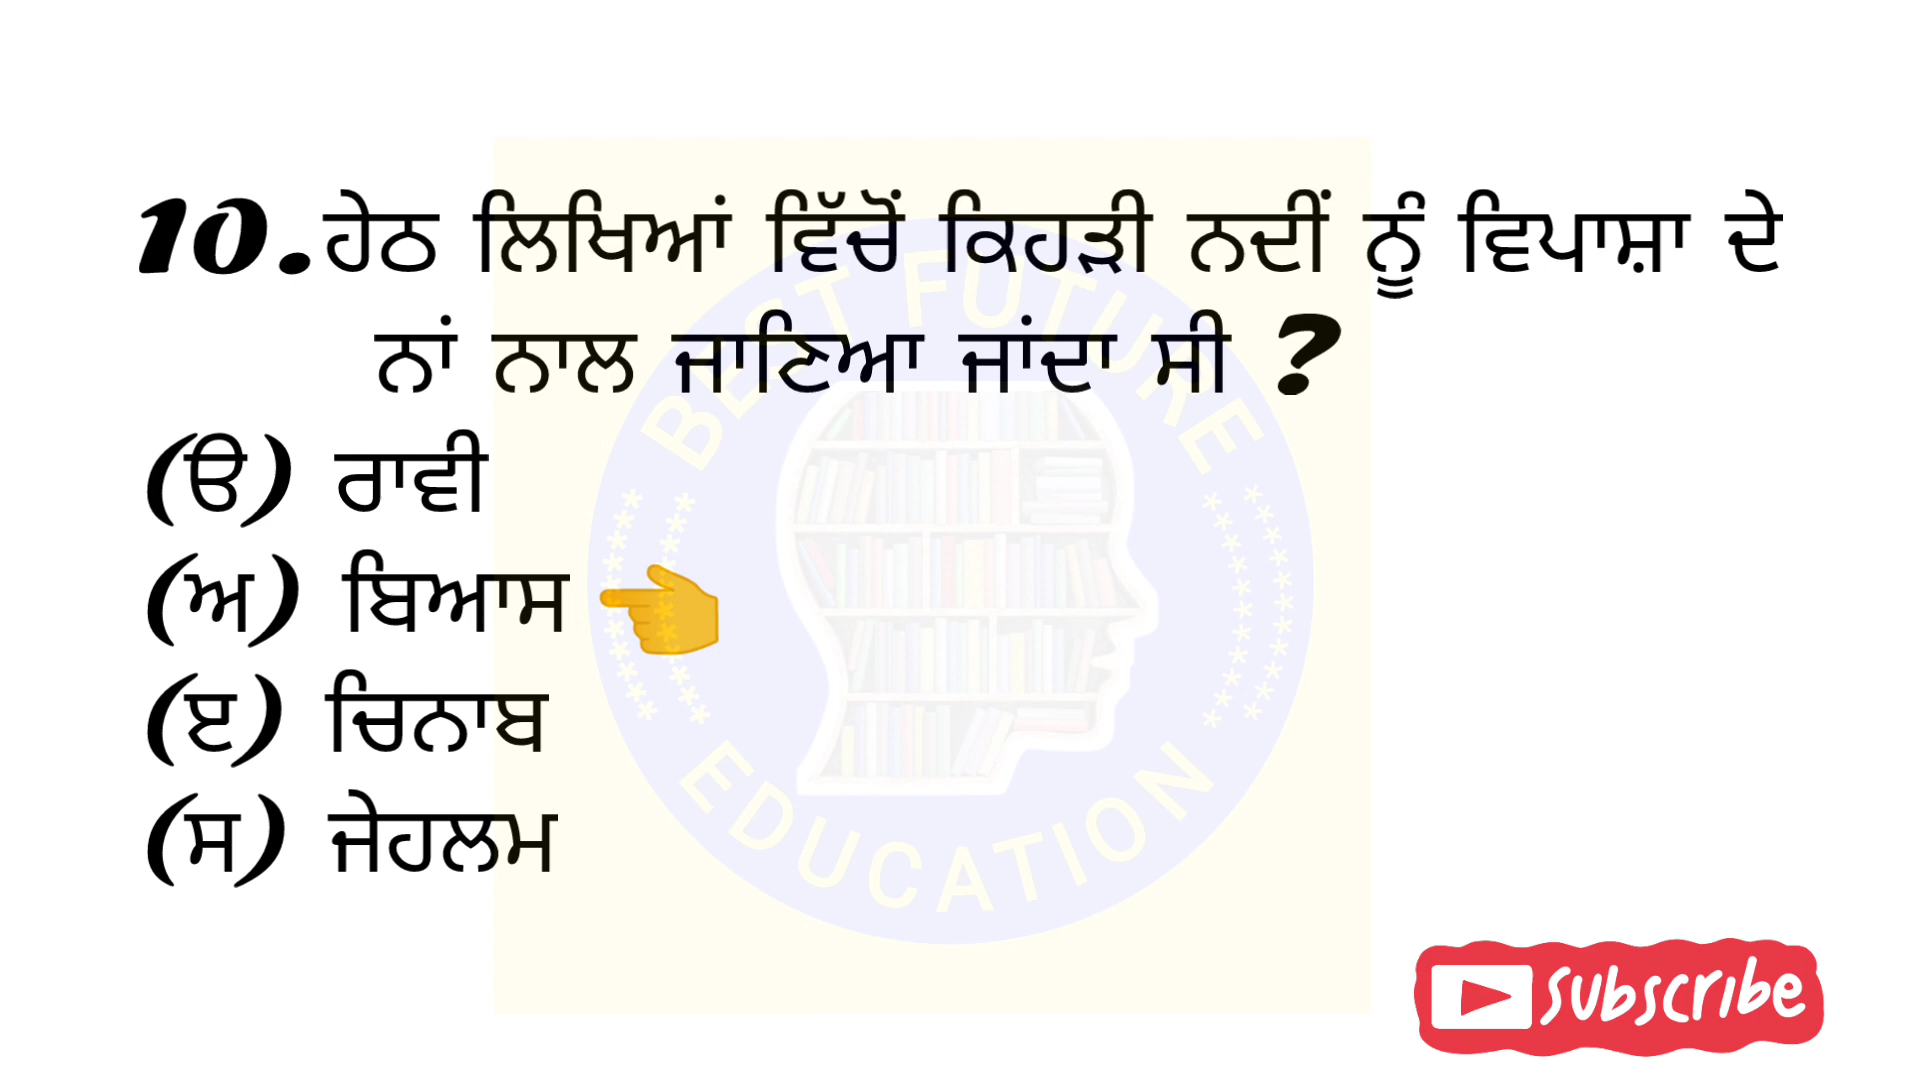 10.ਹੇਠ ਲਿਖਿਆਂ ਵਿੱਚੋਂ ਕਿਹੜੀ ਨਦੀਂ ਨੂੰ ਵਿਪਾਸ਼ਾ ਦੇ
ਨਾਂ ਨਾਲ ਜਾਣਿਆ ਜਾਂਦਾ ਸੀ ?
(ੳ) ਰਾਵੀ
(ਅ) ਬਿਆਸ
(ੲ) ਚਿਨਾਬ
(ਸ) ਜੇਹਲਮ
BEST FUTURE
EDUCATION
Subscribe